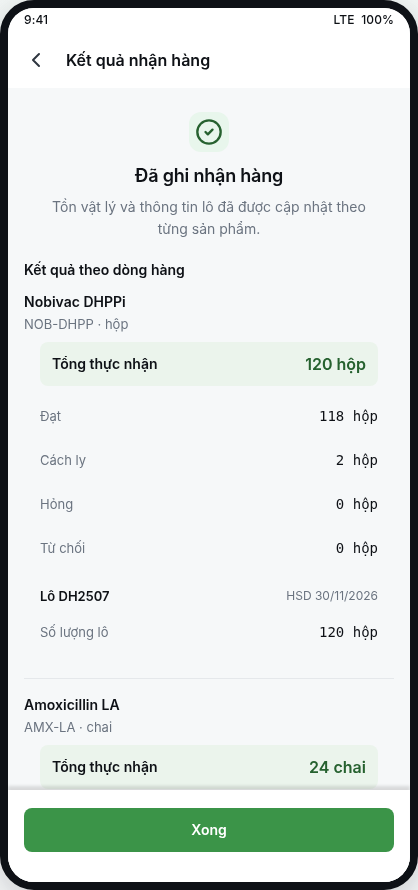 9:41
LTE 100%
Kết quả nhận hàng
Đã ghi nhận hàng
Tồn vật lý và thông tin lô đã được cập nhật theo
từng sản phẩm.
Kết quả theo dòng hàng
Nobivac DHPPi
NOB-DHPP · hộp
Tổng thực nhận 120 hộp
Đạt 118 hộp
Cách ly 2 hộp
Hỏng 0 hộp
Từ chối 0 hộp
Lô DH2507 HSD 30/11/2026
Số lượng lô 120 hộp
Amoxicillin LA
AMX-LA · chai
Tổng thực nhận 24 chai
Xong